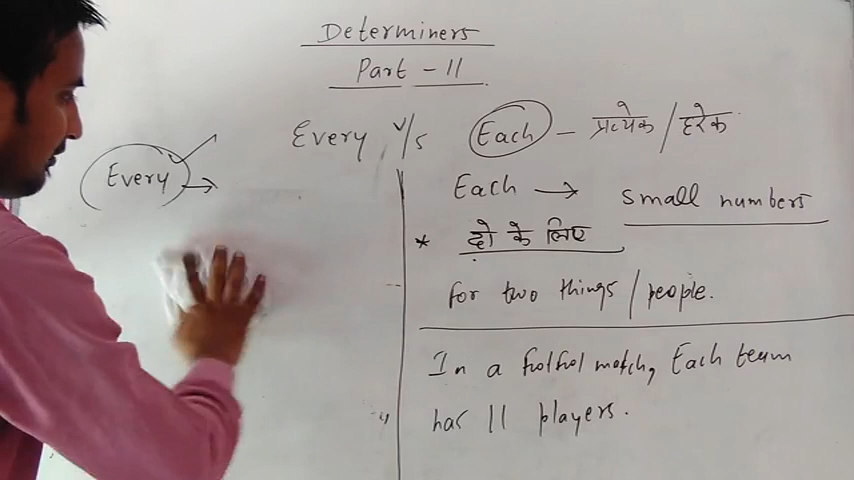 Determiners
Part - 11
Every v/s Each - प्रत्येक / हरेक
Every →
Each → small numbers
* दो के लिए
for two things / people.
In a match, Each team
has 11 players.